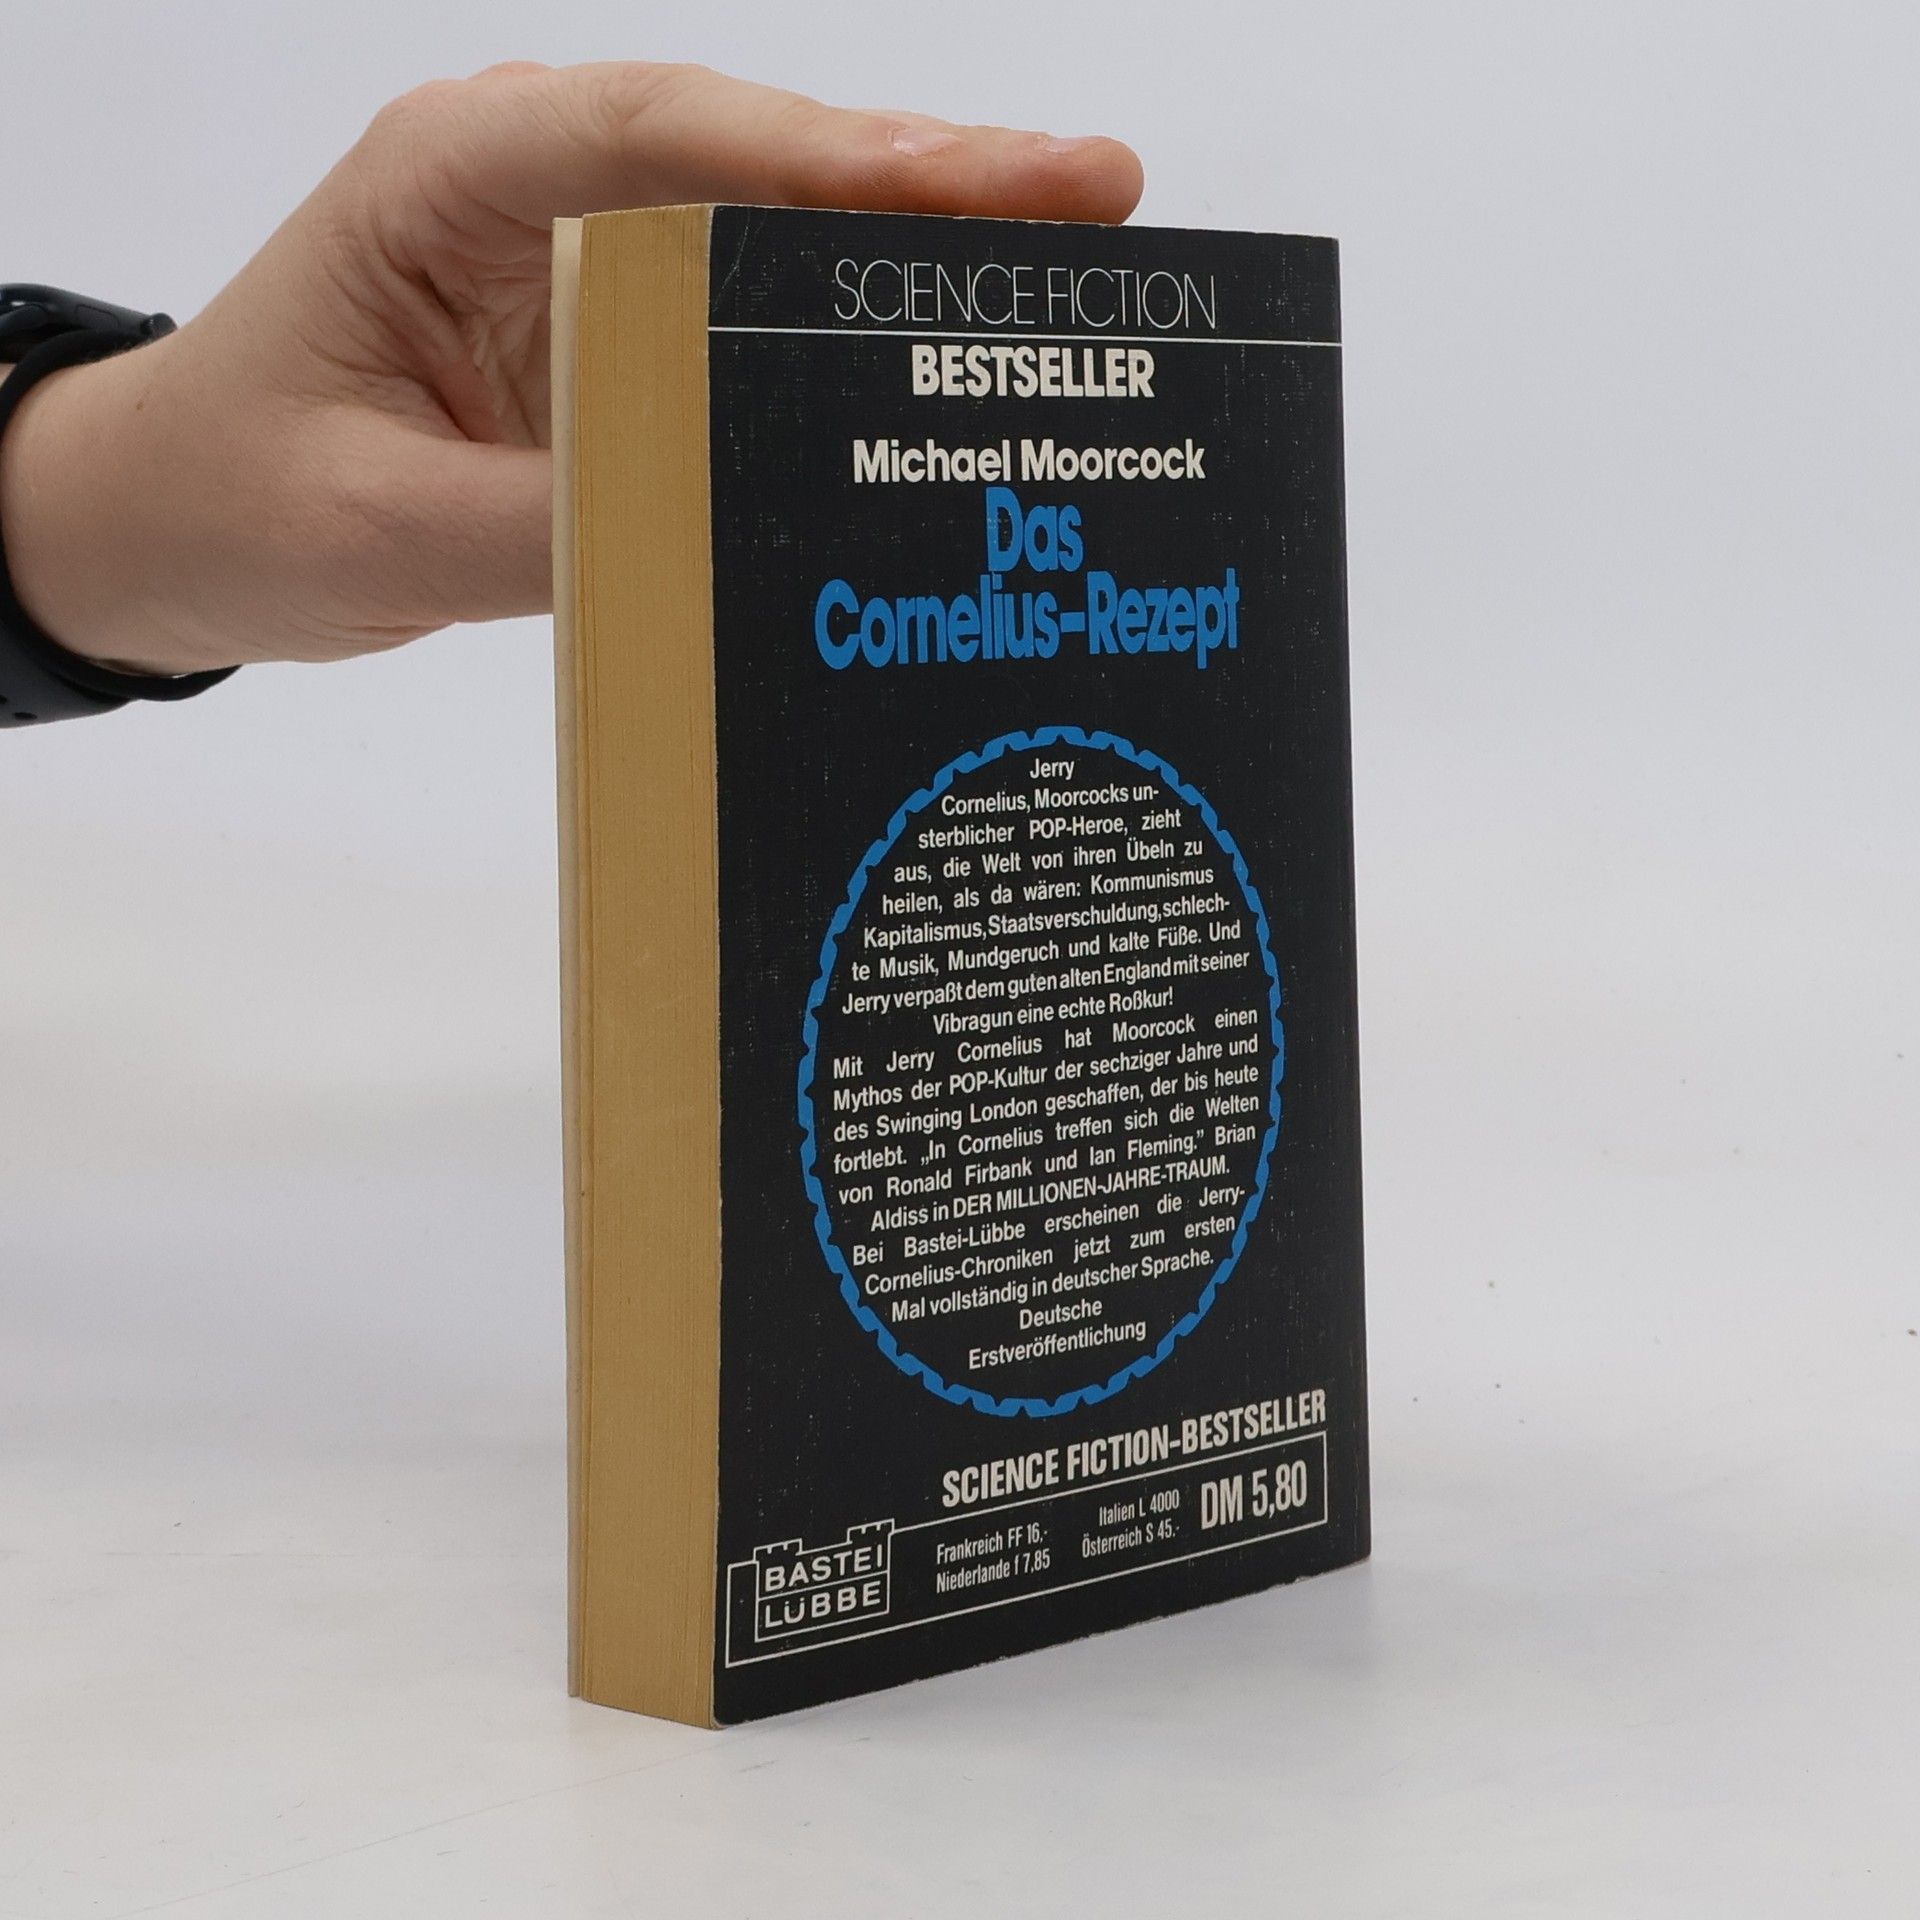 SCIENCE FICTION
BESTSELLER
Michael Moorcock
Das
Cornelius-Rezept
Jerry
Cornelius, Moorcocks un-
sterblicher POP-Heroe, zieht
aus, die Welt von ihren Übeln zu
heilen, als da wären: Kommunismus
Kapitalismus, Staatsverschuldung, schlech-
te Musik, Mundgeruch und kalte Füße. Und
Jerry verpaßt dem guten alten England mit seiner
Vibragun eine echte Roßkur!
Mit Jerry Cornelius hat Moorcock einen
Mythos der POP-Kultur der sechziger Jahre und
des Swinging London geschaffen, der bis heute
fortlebt. „In Cornelius treffen sich die Welten
von Ronald Firbank und Ian Fleming.” Brian
Aldiss in DER MILLIONEN-JAHRE-TRAUM.
Bei Bastei-Lübbe erscheinen die Jerry-
Cornelius-Chroniken jetzt zum ersten
Mal vollständig in deutscher Sprache.
Deutsche
Erstveröffentlichung
SCIENCE FICTION-BESTSELLER
BASTEI
LÜBBE
Frankreich FF 16,-
Niederlande f 7,85
Italien L 4000
Österreich S 45.-
DM 5,80